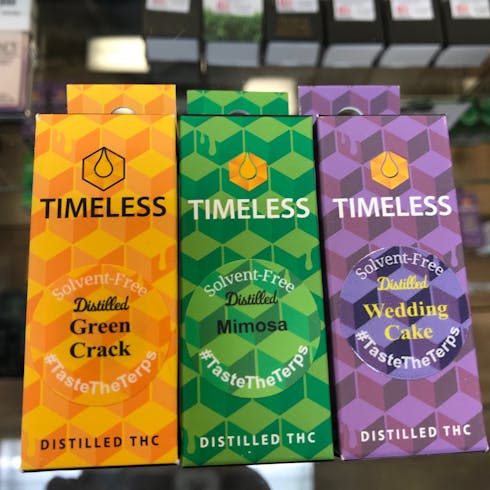 TIMELESS
Solvent-Free
Distilled
Green
Crack
#TasteTheTerps
DISTILLED THC
TIMELESS
Solvent-Free
Distilled
Mimosa
#TasteTheTerps
DISTILLED THC
TIMELESS
Solvent-Free
Distilled
Wedding
Cake
#TasteTheTerps
DISTILLED THC